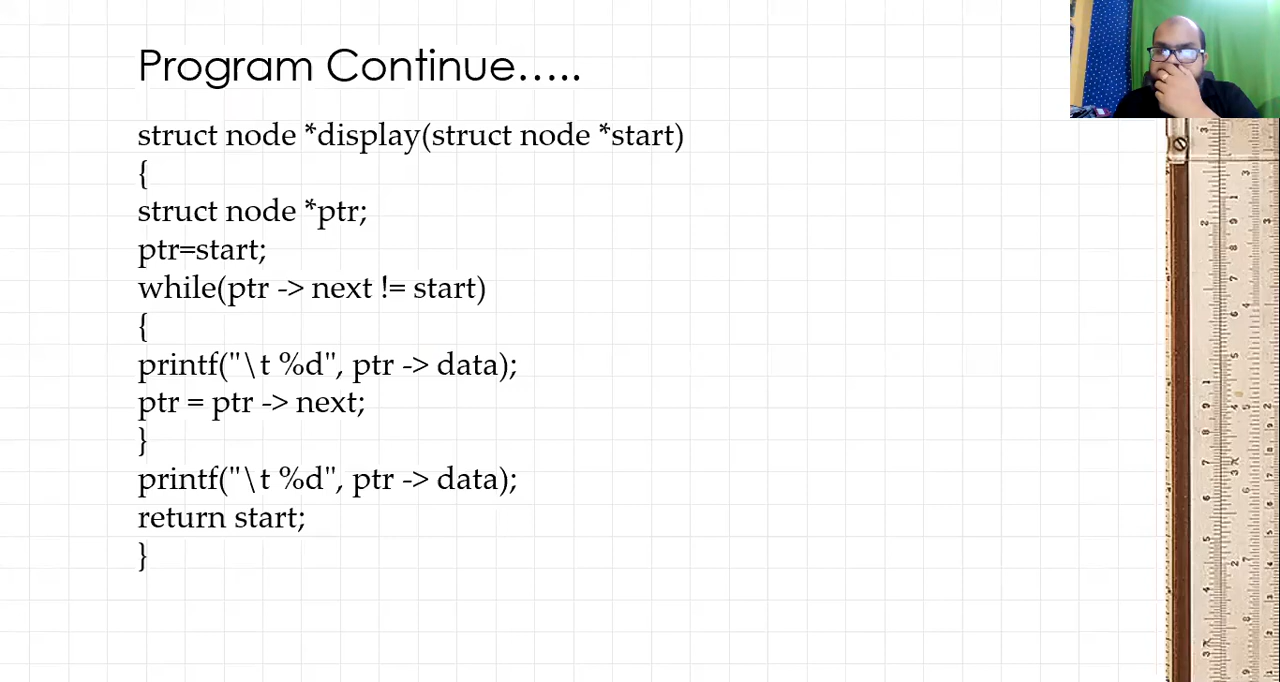 Program Continue.....
struct node *display(struct node *start)
{
struct node *ptr;
ptr=start;
while(ptr -> next != start)
{
printf("\t %d", ptr -> data);
ptr = ptr -> next;
}
printf("\t %d", ptr -> data);
return start;
}